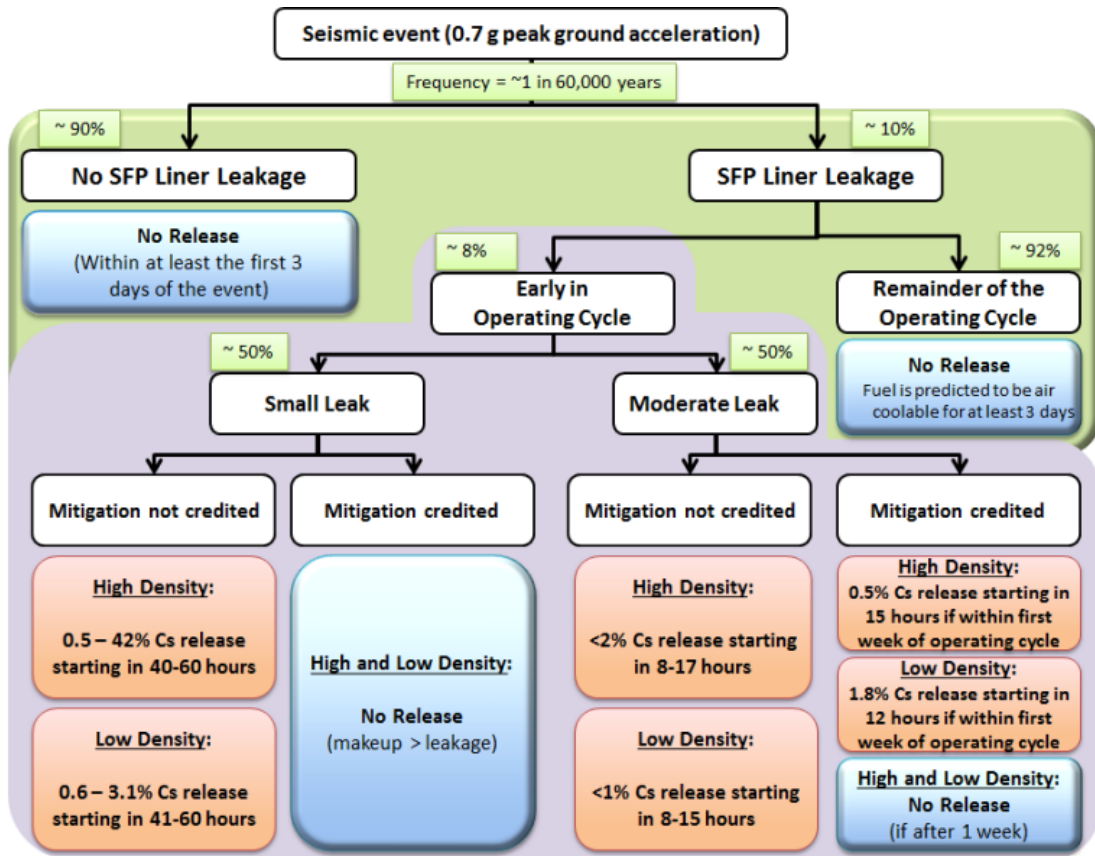 Seismic event (0.7 g peak ground acceleration)
Frequency = ~1 in 60,000 years
~ 90%
No SFP Liner Leakage
No Release
(Within at least the first 3
days of the event)
~ 10%
SFP Liner Leakage
~ 8%
Early in
Operating Cycle
~ 92%
Remainder of the
Operating Cycle
No Release
Fuel is predicted to be air
coolable for at least 3 days
~ 50%
Small Leak
~ 50%
Moderate Leak
Mitigation not credited
High Density:
0.5 – 42% Cs release
starting in 40-60 hours
Low Density:
0.6 – 3.1% Cs release
starting in 41-60 hours
Mitigation credited
High and Low Density:
No Release
(makeup > leakage)
Mitigation not credited
High Density:
<2% Cs release starting
in 8-17 hours
Low Density:
<1% Cs release starting in
8-15 hours
Mitigation credited
High Density:
0.5% Cs release starting in
15 hours if within first
week of operating cycle
Low Density:
1.8% Cs release starting in
12 hours if within first
week of operating cycle
High and Low Density:
No Release
(if after 1 week)